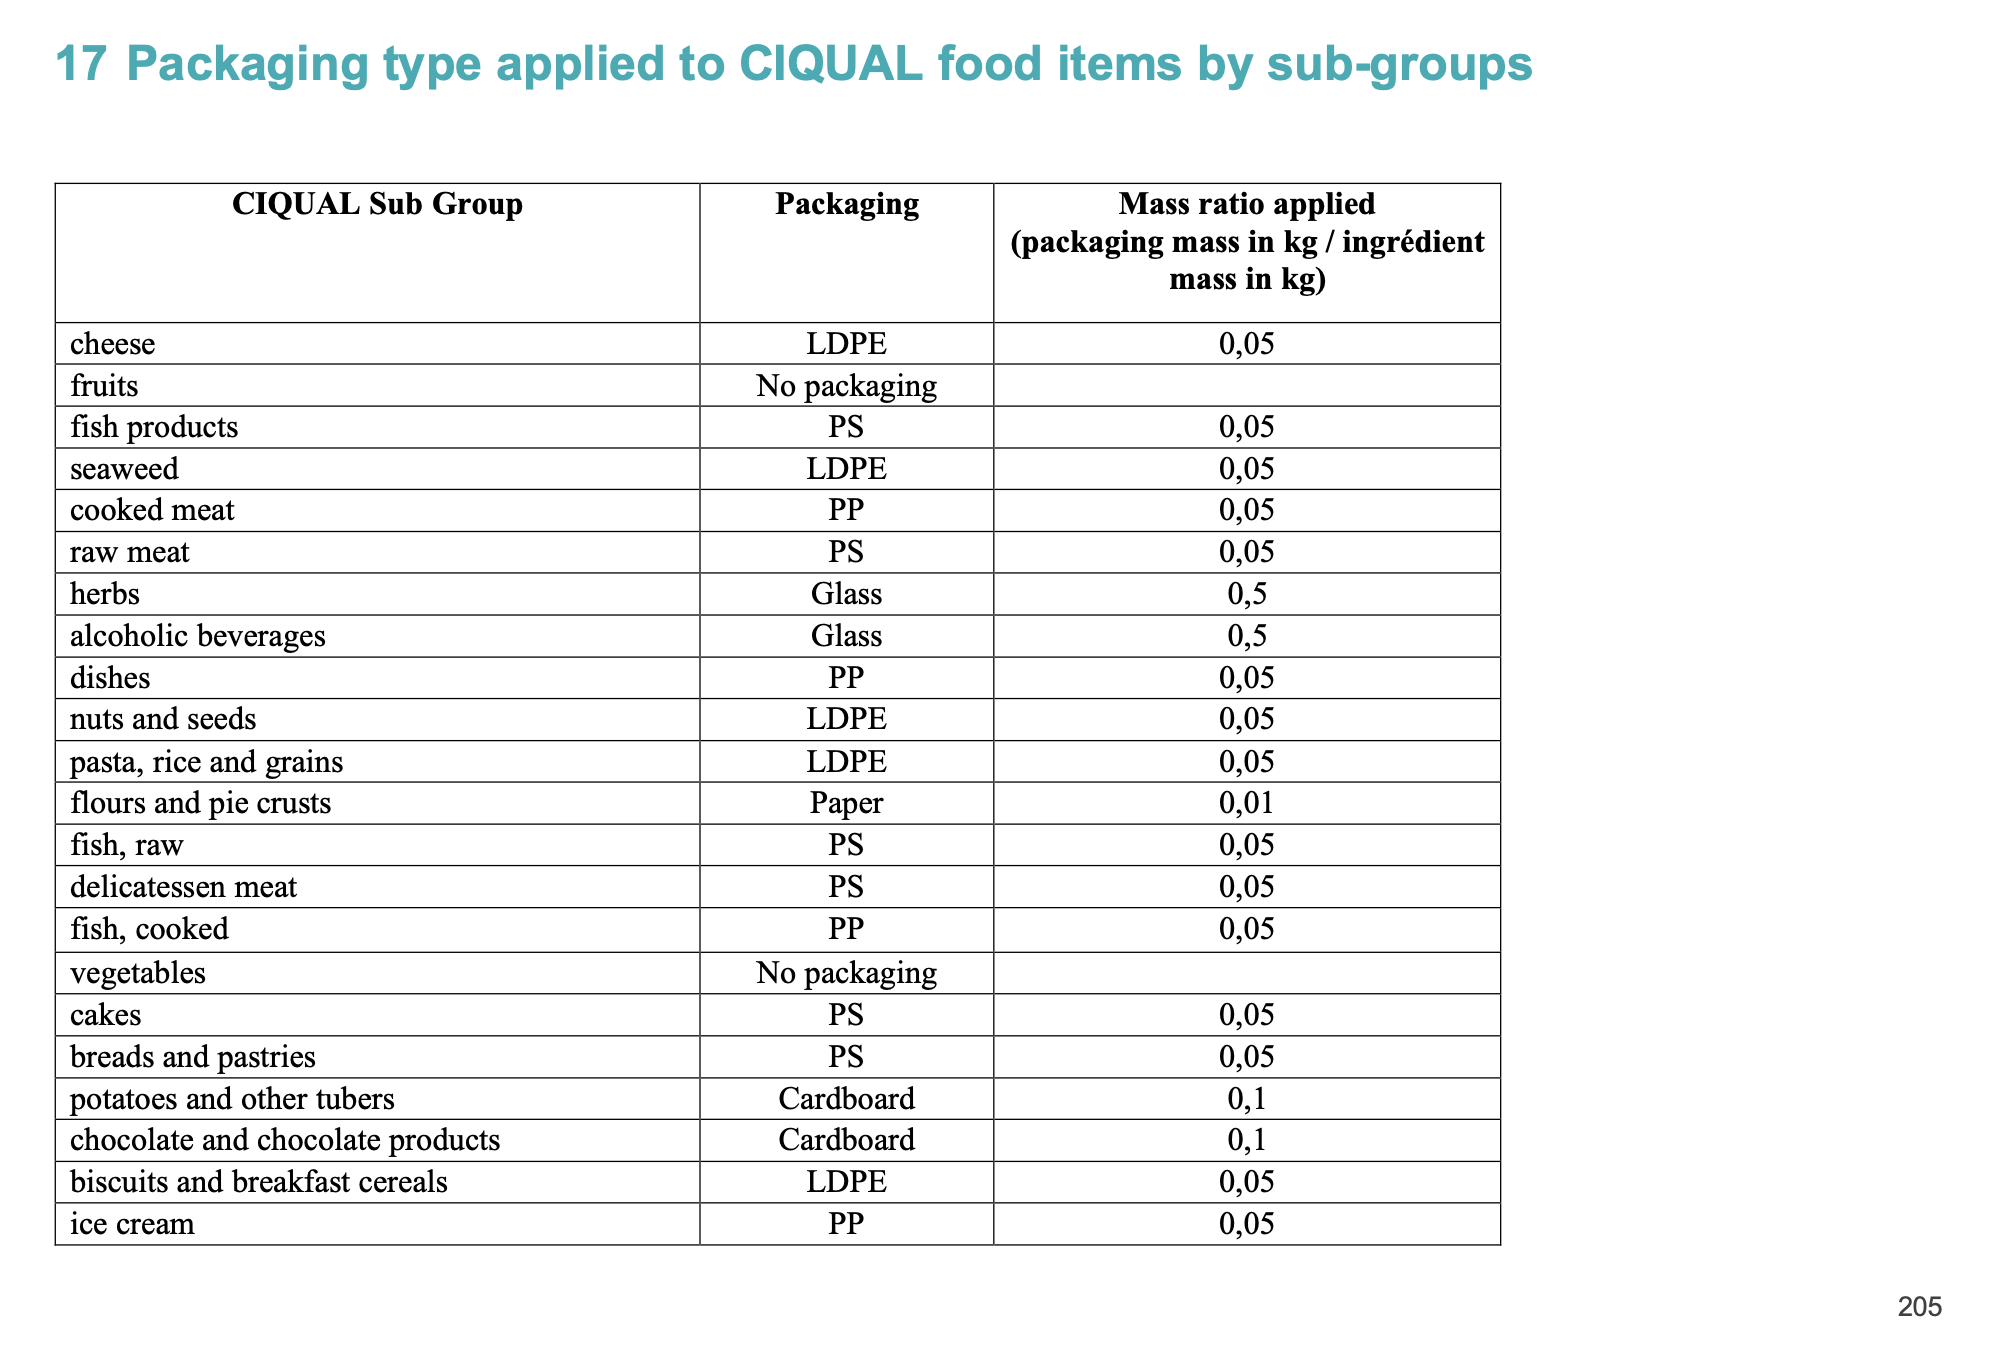 17 Packaging type applied to CIQUAL food items by sub-groups
CIQUAL Sub Group Packaging Mass ratio applied
(packaging mass in kg / ingrédient
mass in kg)
cheese LDPE 0,05
fruits No packaging
fish products PS 0,05
seaweed LDPE 0,05
cooked meat PP 0,05
raw meat PS 0,05
herbs Glass 0,5
alcoholic beverages Glass 0,5
dishes PP 0,05
nuts and seeds LDPE 0,05
pasta, rice and grains LDPE 0,05
flours and pie crusts Paper 0,01
fish, raw PS 0,05
delicatessen meat PS 0,05
fish, cooked PP 0,05
vegetables No packaging
cakes PS 0,05
breads and pastries PS 0,05
potatoes and other tubers Cardboard 0,1
chocolate and chocolate products Cardboard 0,1
biscuits and breakfast cereals LDPE 0,05
ice cream PP 0,05
205